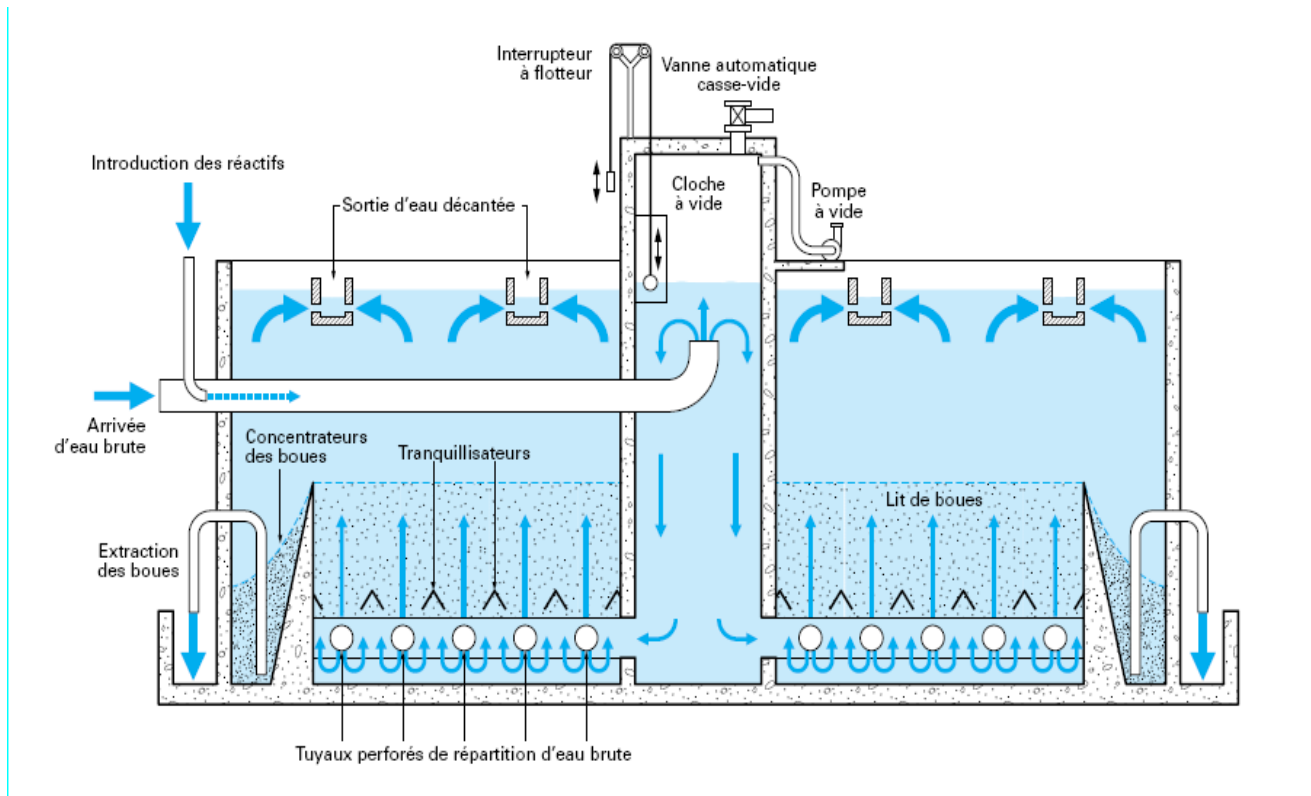 Interrupteur
à flotteur
Vanne automatique
casse-vide
Introduction des réactifs
Sortie d'eau décantée
Cloche
à vide
Pompe
à vide
Arrivée
d'eau brute
Concentrateurs
des boues
Tranquillisateurs
Lit de boues
Extraction
des boues
Tuyaux perforés de répartition d'eau brute